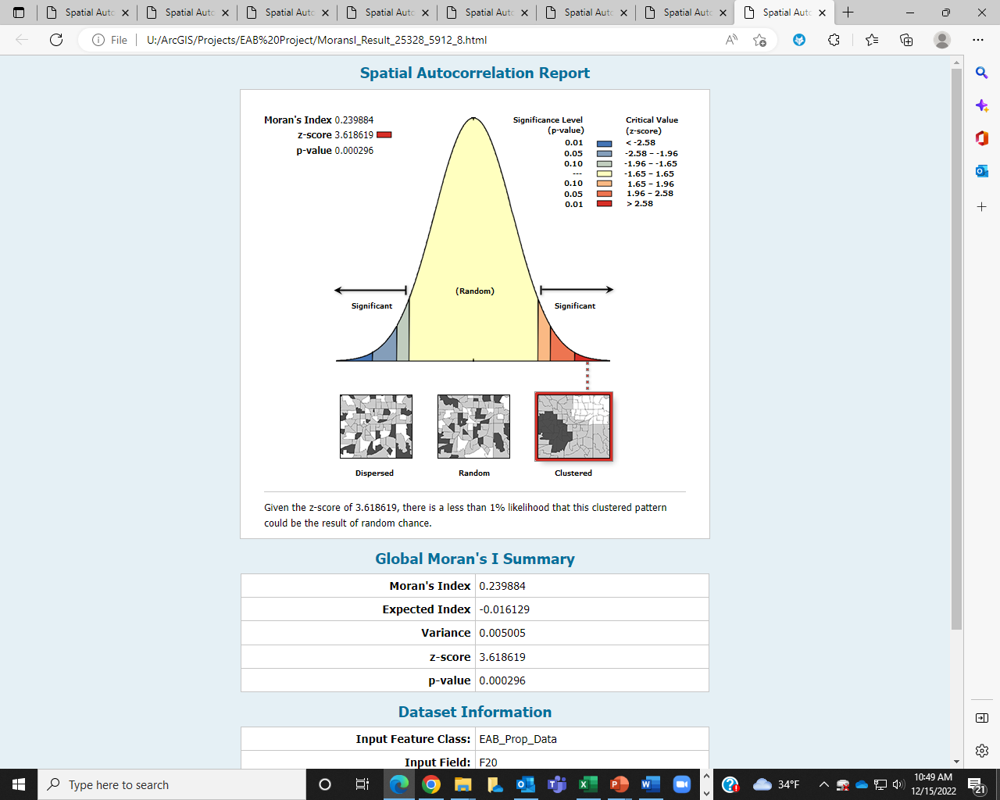 Spatial Auto
Spatial Auto
Spatial Auto
Spatial Auto
Spatial Auto
Spatial Auto
Spatial Auto
Spatial Auto
File
U:/ArcGIS/Projects/EAB%20Project/MoransI_Result_25328_5912_8.html
Spatial Autocorrelation Report
Moran's Index 0.239884
z-score 3.618619
p-value 0.000296
Significance Level (p-value)
Critical Value (z-score)
0.01 < -2.58
0.05 -2.58 – -1.96
0.10 -1.96 – -1.65
--- -1.65 – 1.65
0.10 1.65 – 1.96
0.05 1.96 – 2.58
0.01 > 2.58
Significant
(Random)
Significant
Dispersed
Random
Clustered
Given the z-score of 3.618619, there is a less than 1% likelihood that this clustered pattern
could be the result of random chance.
Global Moran's I Summary
Moran's Index 0.239884
Expected Index -0.016129
Variance 0.005005
z-score 3.618619
p-value 0.000296
Dataset Information
Input Feature Class: EAB_Prop_Data
Input Field: F20
Type here to search
34°F
10:49 AM
12/15/2022
21